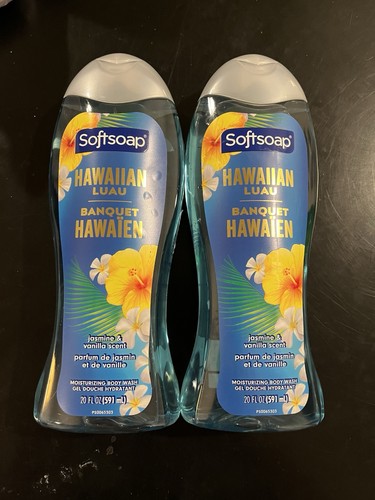 Softsoap®
HAWAIIAN
LUAU
BANQUET
HAWAÏEN
jasmine &
vanilla scent
parfum de jasmin
et de vanille
MOISTURIZING BODY WASH
GEL DOUCHE HYDRATANT
20 FL OZ (591 mL)
P68865303
Softsoap®
HAWAIIAN
LUAU
BANQUET
HAWAÏEN
jasmine &
vanilla scent
parfum de jasmin
et de vanille
MOISTURIZING BODY WASH
GEL DOUCHE HYDRATANT
20 FL OZ (591 mL)
P68865303